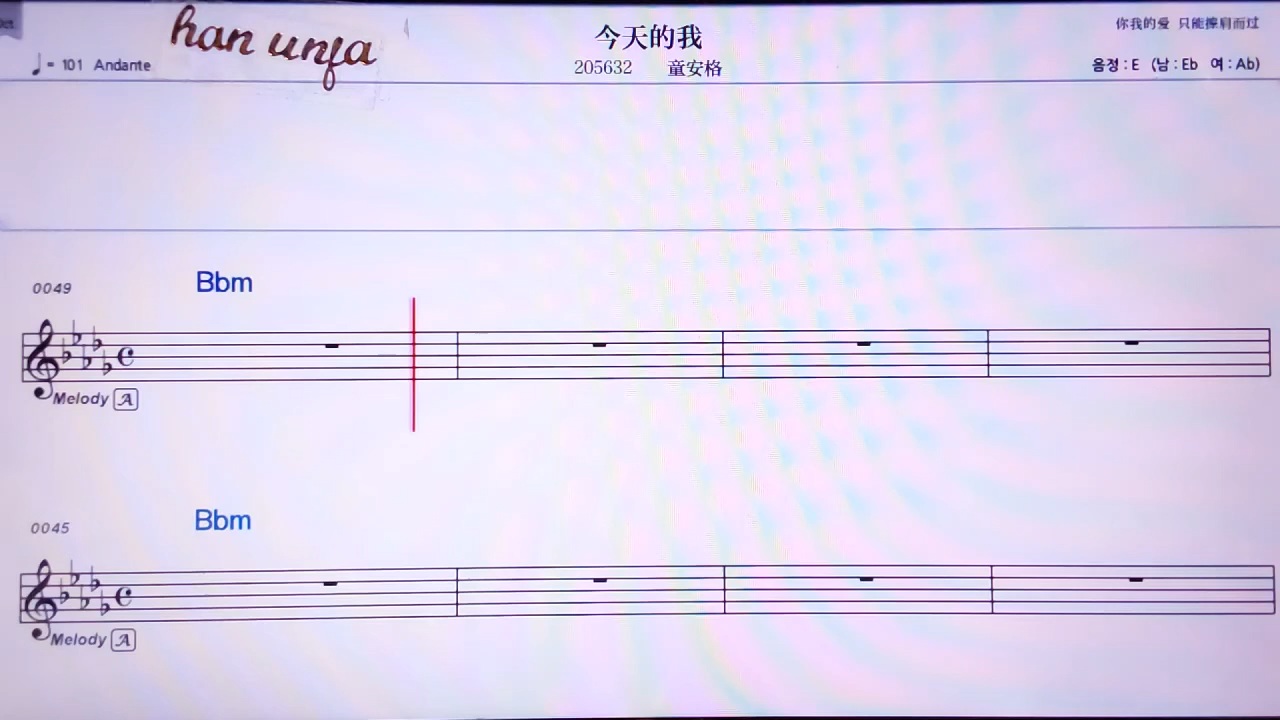 han unfa
今天的我
你我的爱 只能擦肩而过
♩= 101 Andante
205632 童安格
음정 : E (남 : Eb 여 : Ab)
0049
Bbm
Melody A
0045
Bbm
Melody A